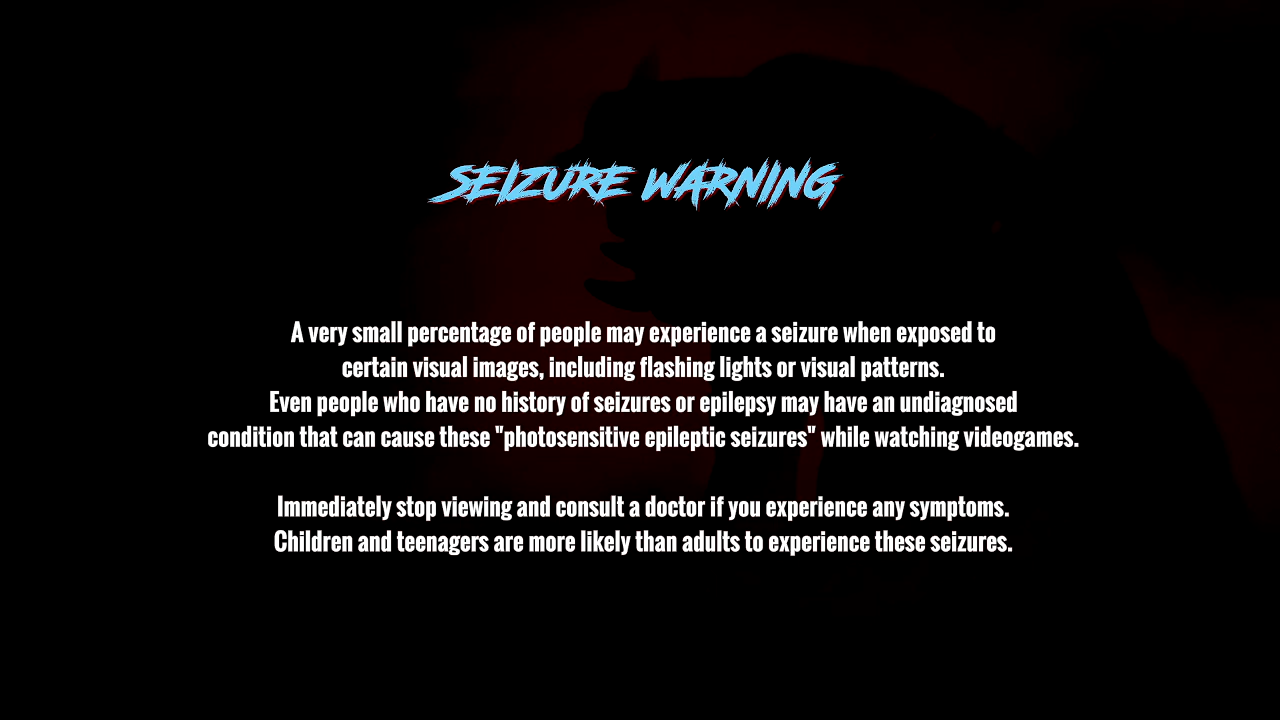 SEIZURE WARNING
A very small percentage of people may experience a seizure when exposed to
certain visual images, including flashing lights or visual patterns.
Even people who have no history of seizures or epilepsy may have an undiagnosed
condition that can cause these "photosensitive epileptic seizures" while watching videogames.
Immediately stop viewing and consult a doctor if you experience any symptoms.
Children and teenagers are more likely than adults to experience these seizures.